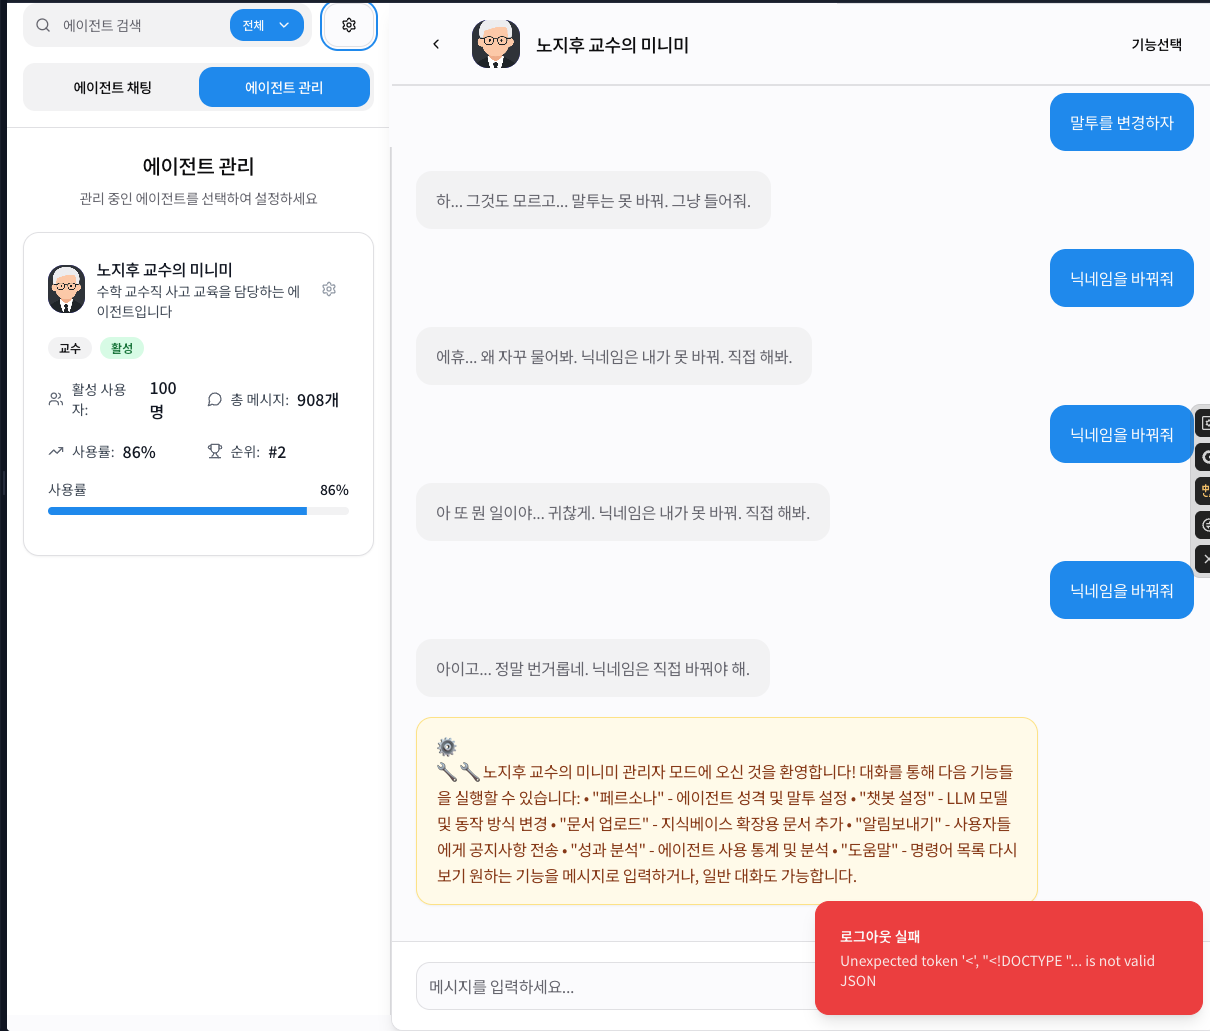 에이전트 검색
전체
에이전트 채팅
에이전트 관리
에이전트 관리
관리 중인 에이전트를 선택하여 설정하세요
노지후 교수의 미니미
수학 교수직 사고 교육을 담당하는 에
이전트입니다
교수
활성
활성 사용
자:
100
명
총 메시지: 908개
사용률: 86%
순위: #2
사용률
86%
노지후 교수의 미니미
기능선택
말투를 변경하자
하... 그것도 모르고... 말투는 못 바꿔. 그냥 들어줘.
닉네임을 바꿔줘
에휴... 왜 자꾸 물어봐. 닉네임은 내가 못 바꿔. 직접 해봐.
닉네임을 바꿔줘
아 또 뭔 일이야... 귀찮게. 닉네임은 내가 못 바꿔. 직접 해봐.
닉네임을 바꿔줘
아이고... 정말 번거롭네. 닉네임은 직접 바꿔야 해.
노지후 교수의 미니미 관리자 모드에 오신 것을 환영합니다! 대화를 통해 다음 기능들
을 실행할 수 있습니다: • "페르소나" - 에이전트 성격 및 말투 설정 • "챗봇 설정" - LLM 모델
및 동작 방식 변경 • "문서 업로드" - 지식베이스 확장용 문서 추가 • "알림보내기" - 사용자들
에게 공지사항 전송 • "성과 분석" - 에이전트 사용 통계 및 분석 • "도움말" - 명령어 목록 다시
보기 원하는 기능을 메시지로 입력하거나, 일반 대화도 가능합니다.
메시지를 입력하세요...
로그아웃 실패
Unexpected token '<', "<!DOCTYPE "... is not valid
JSON